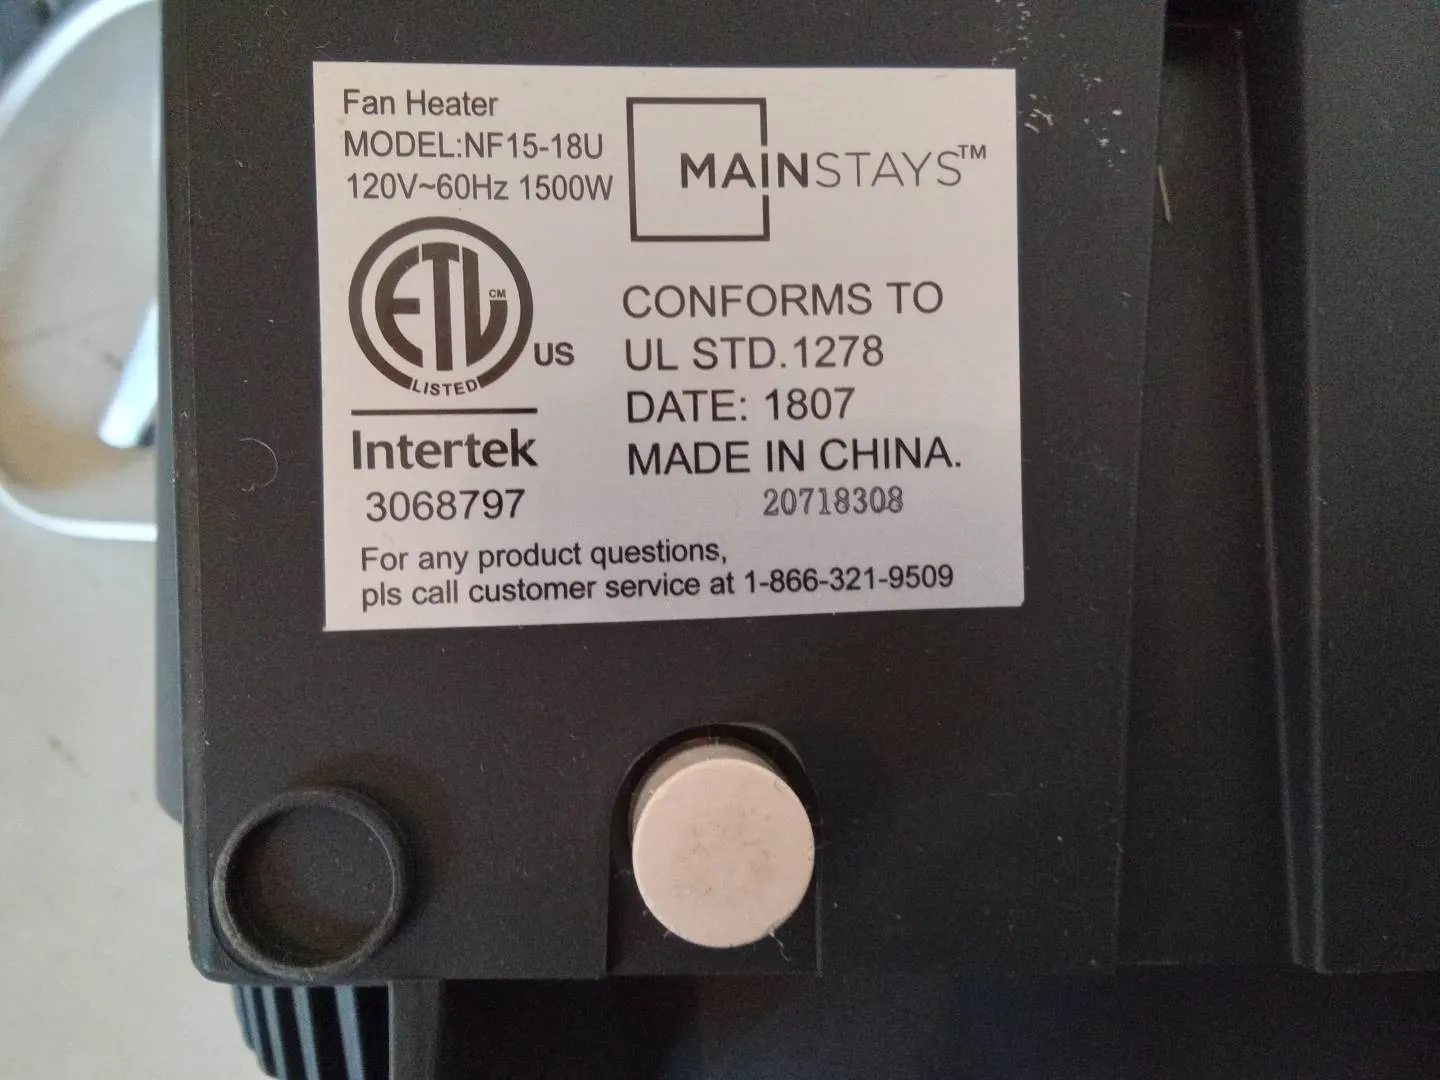 Fan Heater
MODEL:NF15-18U
120V~60Hz 1500W
MAINSTAYS™
ETL CM
LISTED
US
Intertek
3068797
CONFORMS TO
UL STD.1278
DATE: 1807
MADE IN CHINA.
20718308
For any product questions,
pls call customer service at 1-866-321-9509